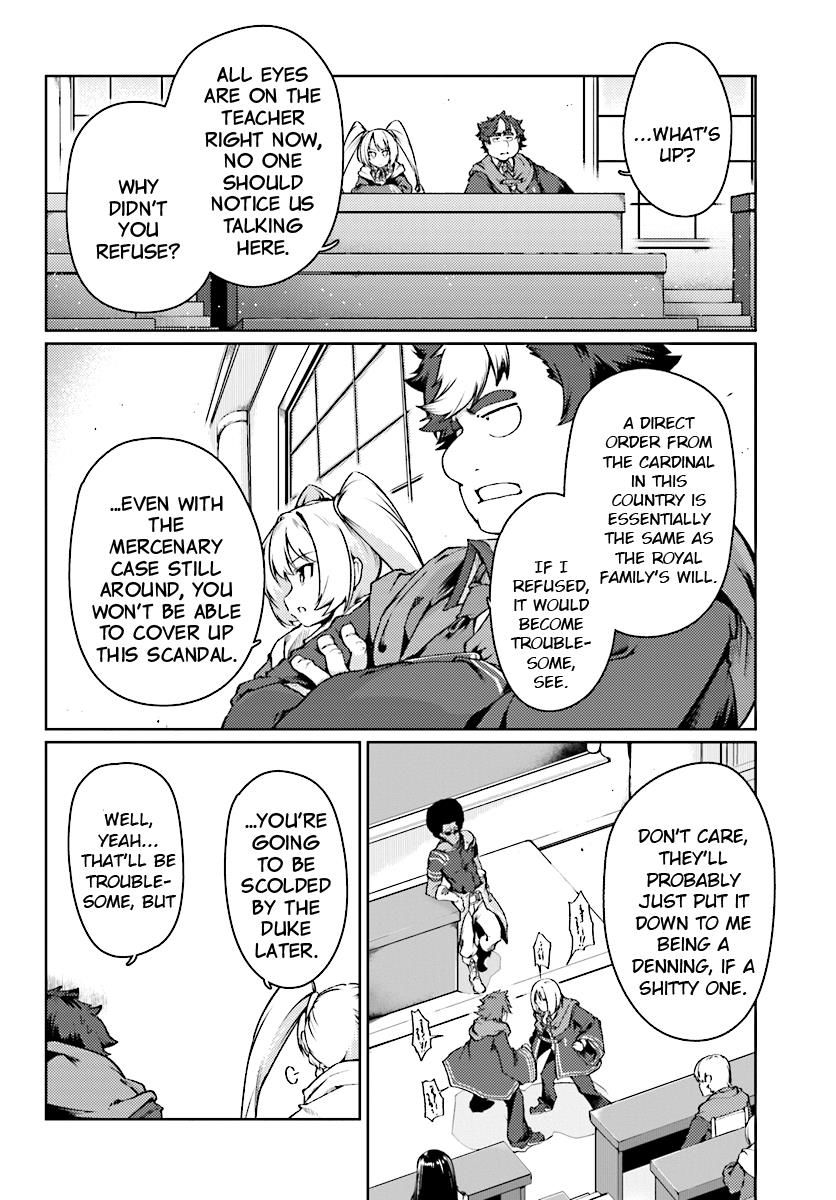 ...WHAT'S
UP?
ALL EYES
ARE ON THE
TEACHER
RIGHT NOW,
NO ONE
SHOULD
NOTICE US
TALKING
HERE.
WHY
DIDN'T
YOU
REFUSE?
A DIRECT
ORDER FROM
THE CARDINAL
IN THIS
COUNTRY IS
ESSENTIALLY
THE SAME AS
THE ROYAL
FAMILY'S WILL.
IF I
REFUSED,
IT WOULD
BECOME
TROUBLE-
SOME,
SEE.
...EVEN WITH
THE
MERCENARY
CASE STILL
AROUND, YOU
WON'T BE ABLE
TO COVER UP
THIS SCANDAL.
DON'T CARE,
THEY'LL
PROBABLY
JUST PUT IT
DOWN TO ME
BEING A
DENNING, IF A
SHITTY ONE.
...YOU'RE
GOING
TO BE
SCOLDED
BY THE
DUKE
LATER.
WELL,
YEAH...
THAT'LL BE
TROUBLE-
SOME, BUT